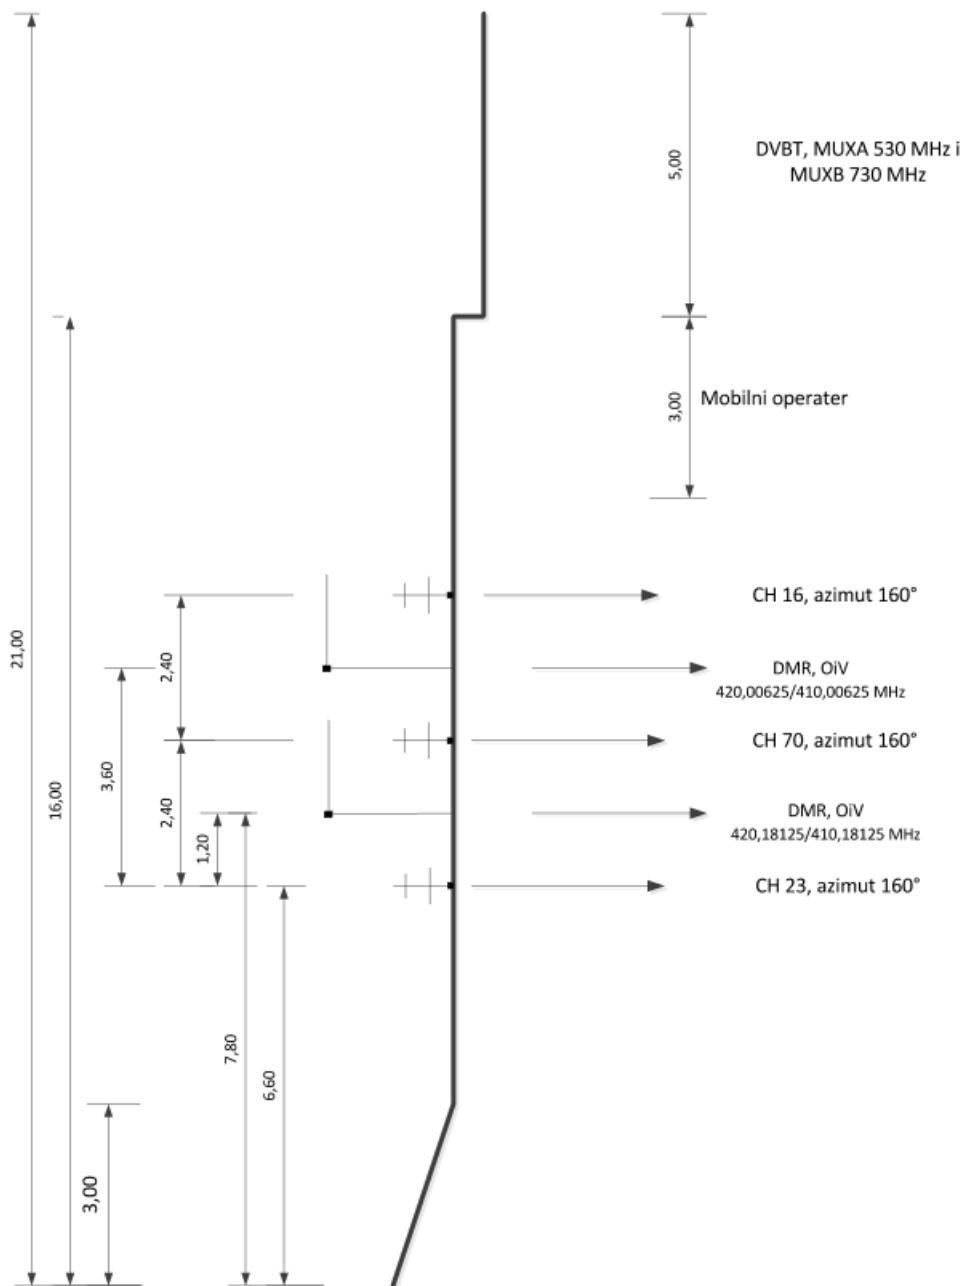 5,00
DVBT, MUXA 530 MHz i
MUXB 730 MHz
3,00
Mobilni operater
21,00
16,00
2,40
CH 16, azimut 160°
DMR, OiV
420,00625/410,00625 MHz
3,60
CH 70, azimut 160°
2,40
1,20
DMR, OiV
420,18125/410,18125 MHz
CH 23, azimut 160°
7,80
6,60
3,00